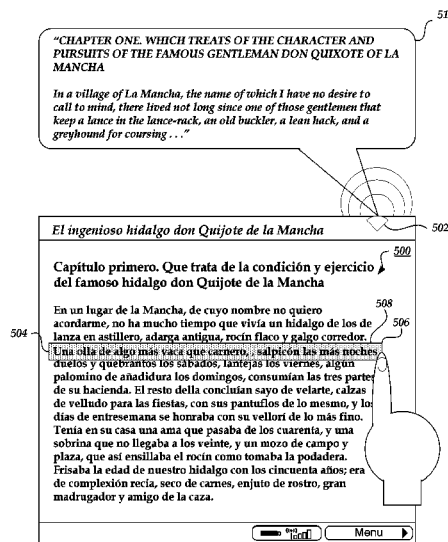 51
“CHAPTER ONE. WHICH TREATS OF THE CHARACTER AND
PURSUITS OF THE FAMOUS GENTLEMAN DON QUIXOTE OF LA
MANCHA
In a village of La Mancha, the name of which I have no desire to
call to mind, there lived not long since one of those gentlemen that
keep a lance in the lance-rack, an old buckler, a lean hack, and a
greyhound for coursing . . .”
502
El ingenioso hidalgo don Quijote de la Mancha
500
Capítulo primero. Que trata de la condición y ejercicio
del famoso hidalgo don Quijote de la Mancha
508
506
504
En un lugar de la Mancha, de cuyo nombre no quiero
acordarme, no ha mucho tiempo que vivía un hidalgo de los de
lanza en astillero, adarga antigua, rocín flaco y galgo corredor.
Una olla de algo más vaca que carnero, salpicón las más noches
duelos y quebrantos los sábados, lantejas los viernes, algún
palomino de añadidura los domingos, consumían las tres partes
de su hacienda. El resto della concluían sayo de velarte, calzas
de velludo para las fiestas, con sus pantuflos de lo mesmo, y los
días de entresemana se honraba con su vellorí de lo más fino.
Tenía en su casa una ama que pasaba de los cuarenta, y una
sobrina que no llegaba a los veinte, y un mozo de campo y
plaza, que así ensillaba el rocín como tomaba la podadera.
Frisaba la edad de nuestro hidalgo con los cincuenta años; era
de complexión recia, seco de carnes, enjuto de rostro, gran
madrugador y amigo de la caza.
Menu